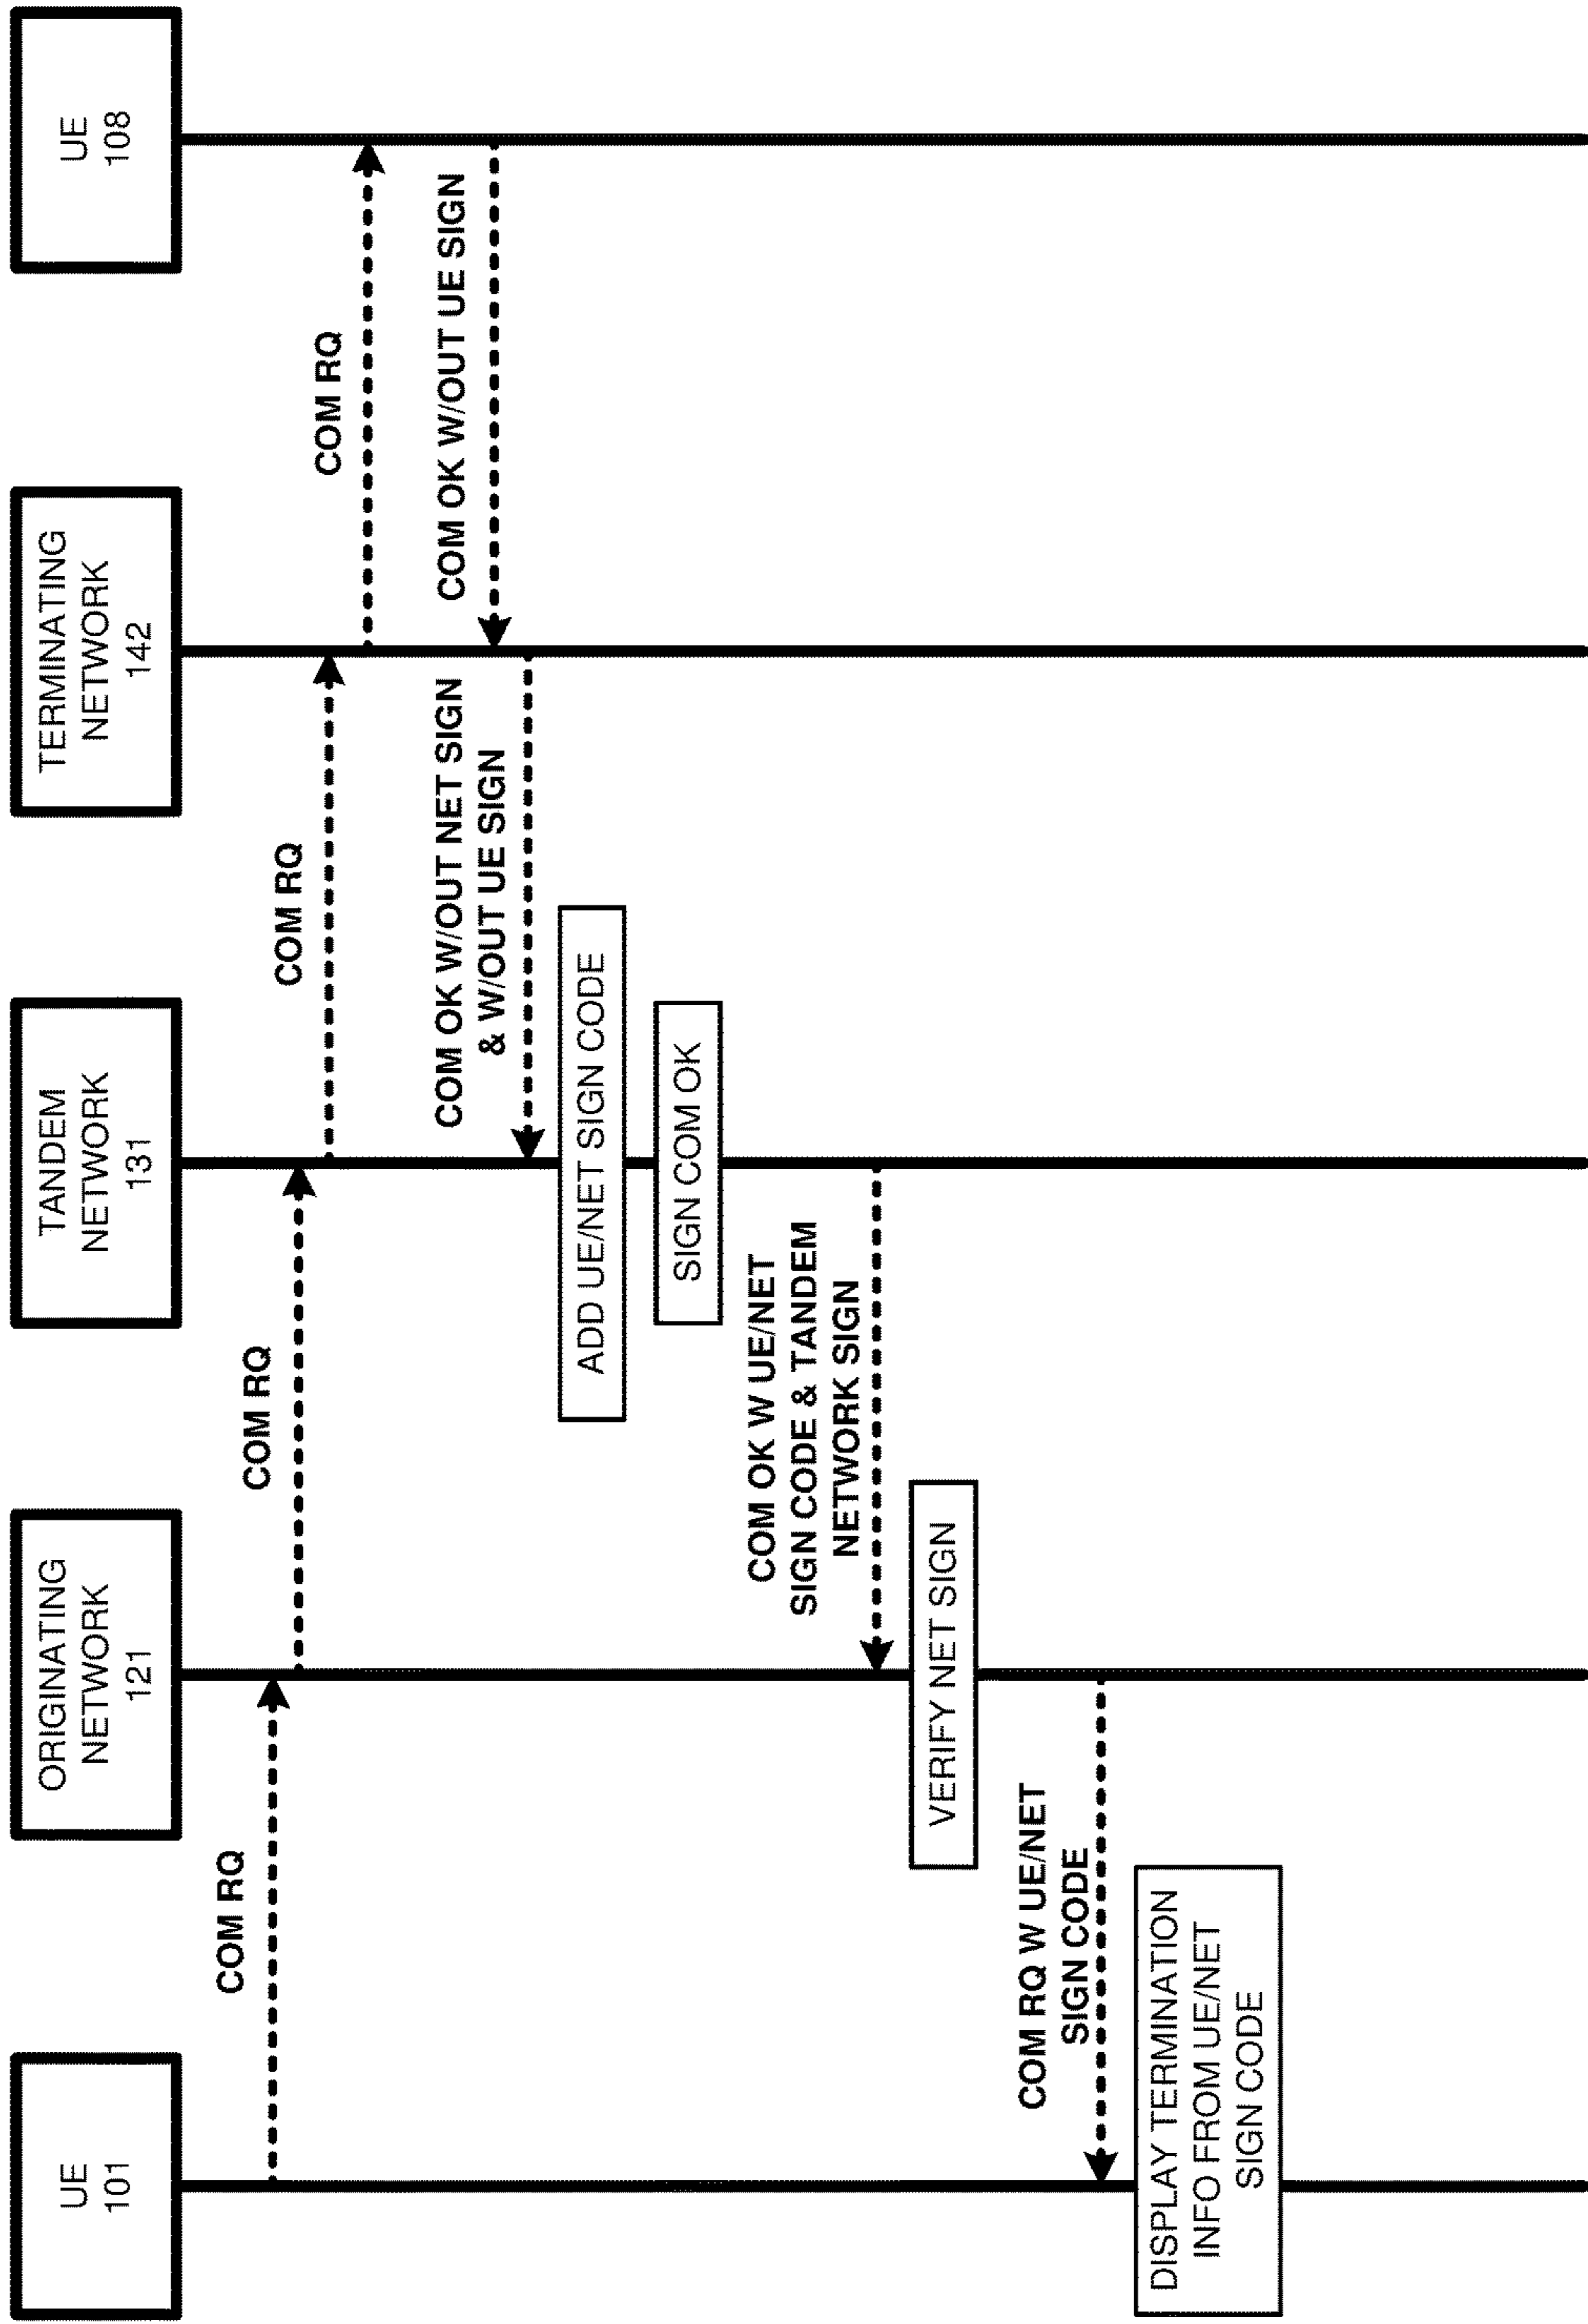 UE
101
ORIGINATING
NETWORK
121
TANDEM
NETWORK
131
TERMINATING
NETWORK
142
UE
108
COM RQ
COM RQ
COM RQ
COM RQ
COM OK W/OUT UE SIGN
COM OK W/OUT NET SIGN
& W/OUT UE SIGN
ADD UE/NET SIGN CODE
SIGN COM OK
COM OK W UE/NET
SIGN CODE & TANDEM
NETWORK SIGN
VERIFY NET SIGN
COM RQ W UE/NET
SIGN CODE
DISPLAY TERMINATION
INFO FROM UE/NET
SIGN CODE